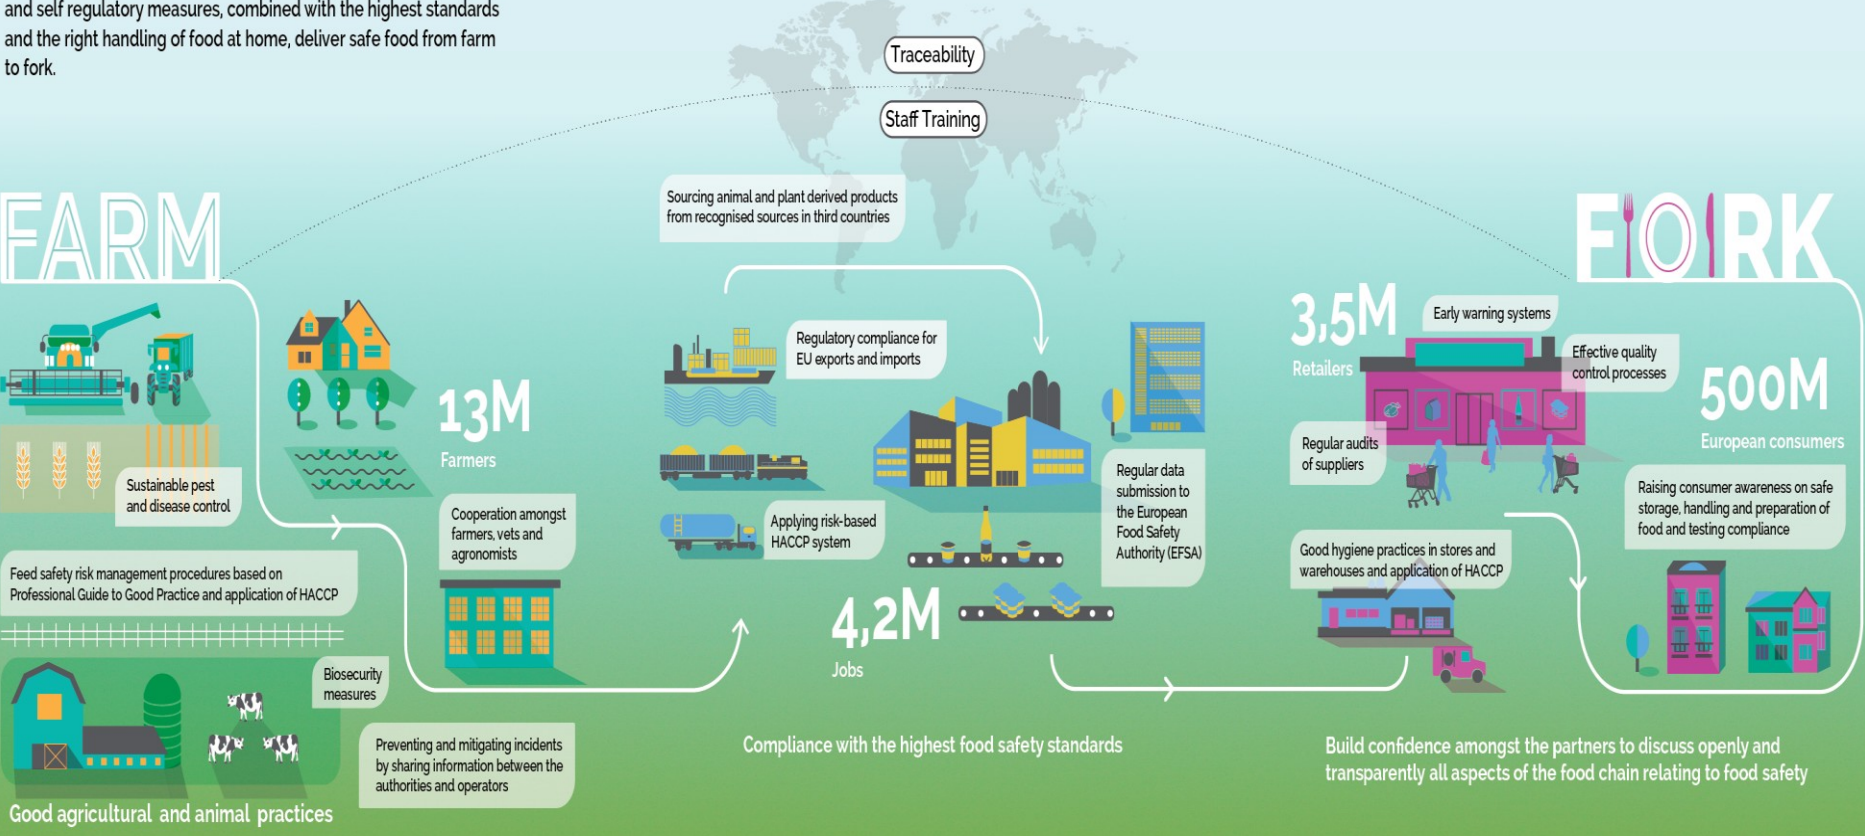 and self regulatory measures, combined with the highest standards
and the right handling of food at home, deliver safe food from farm
to fork.
Traceability
Staff Training
FARM
Sustainable pest
and disease control
Feed safety risk management procedures based on
Professional Guide to Good Practice and application of HACCP
Biosecurity
measures
Good agricultural and animal practices
13M
Farmers
Cooperation amongst
farmers, vets and
agronomists
Preventing and mitigating incidents
by sharing information between the
authorities and operators
Sourcing animal and plant derived products
from recognised sources in third countries
Regulatory compliance for
EU exports and imports
Applying risk-based
HACCP system
Regular data
submission to
the European
Food Safety
Authority (EFSA)
4,2M
Jobs
Compliance with the highest food safety standards
FORK
3,5M
Retailers
Early warning systems
Effective quality
control processes
Regular audits
of suppliers
Good hygiene practices in stores and
warehouses and application of HACCP
500M
European consumers
Raising consumer awareness on safe
storage, handling and preparation of
food and testing compliance
Build confidence amongst the partners to discuss openly and
transparently all aspects of the food chain relating to food safety